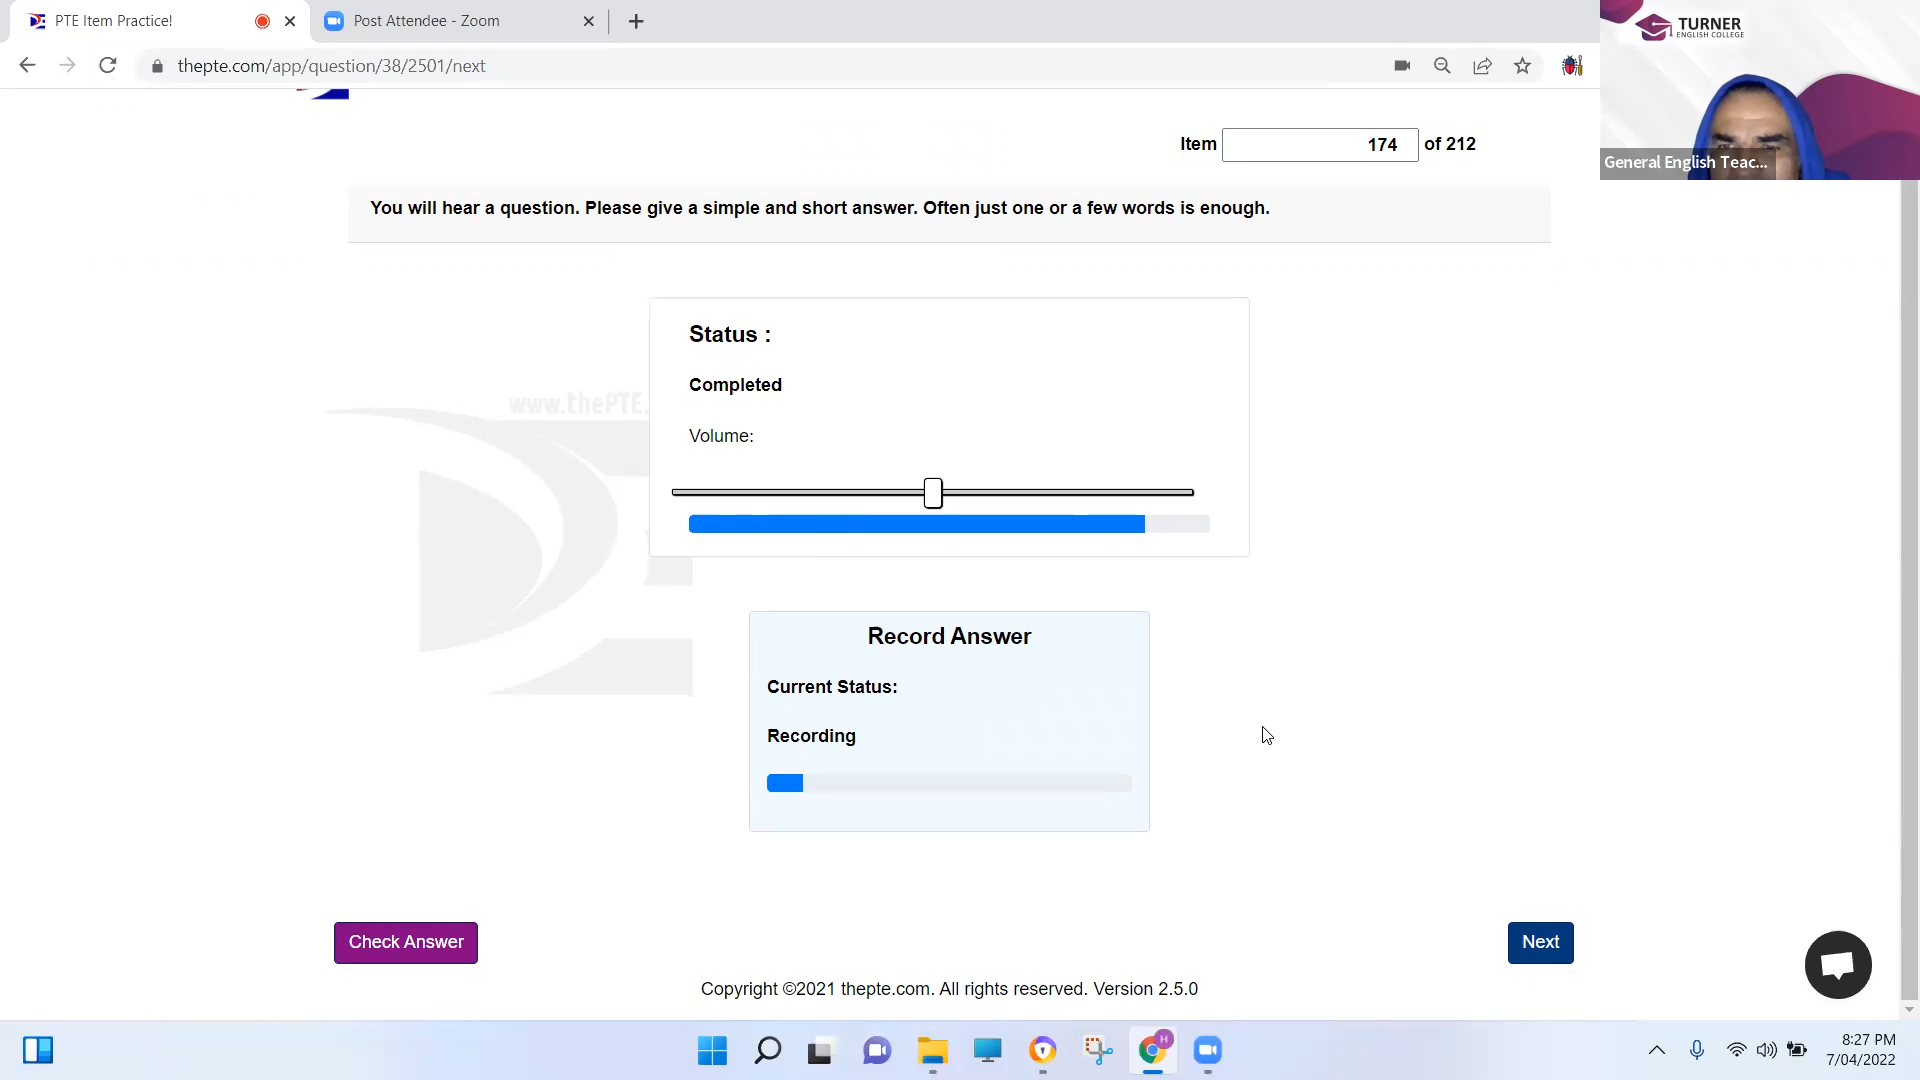 PTE Item Practice!
Post Attendee - Zoom
thepte.com/app/question/38/2501/next
TURNER
ENGLISH COLLEGE
General English Teac...
Item 174 of 212
You will hear a question. Please give a simple and short answer. Often just one or a few words is enough.
www.thePTE.
Status :
Completed
Volume:
Record Answer
Current Status:
Recording
Check Answer
Next
Copyright ©2021 thepte.com. All rights reserved. Version 2.5.0
H
8:27 PM
7/04/2022